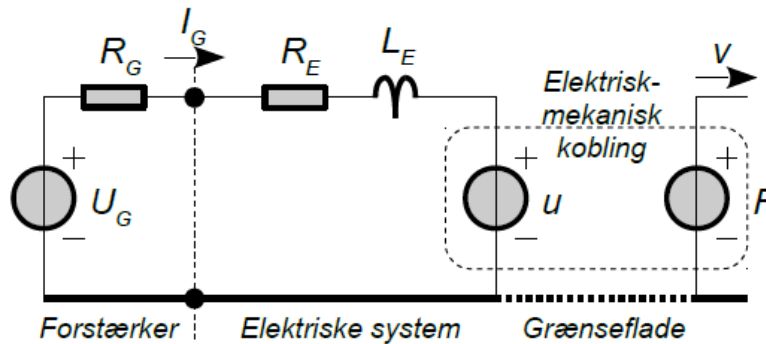 R_G
I_G
R_E
L_E
v
Elektrisk-
mekanisk
kobling
+
U_G
−
+
u
−
+
F
−
Forstærker
Elektriske system
Grænseflade